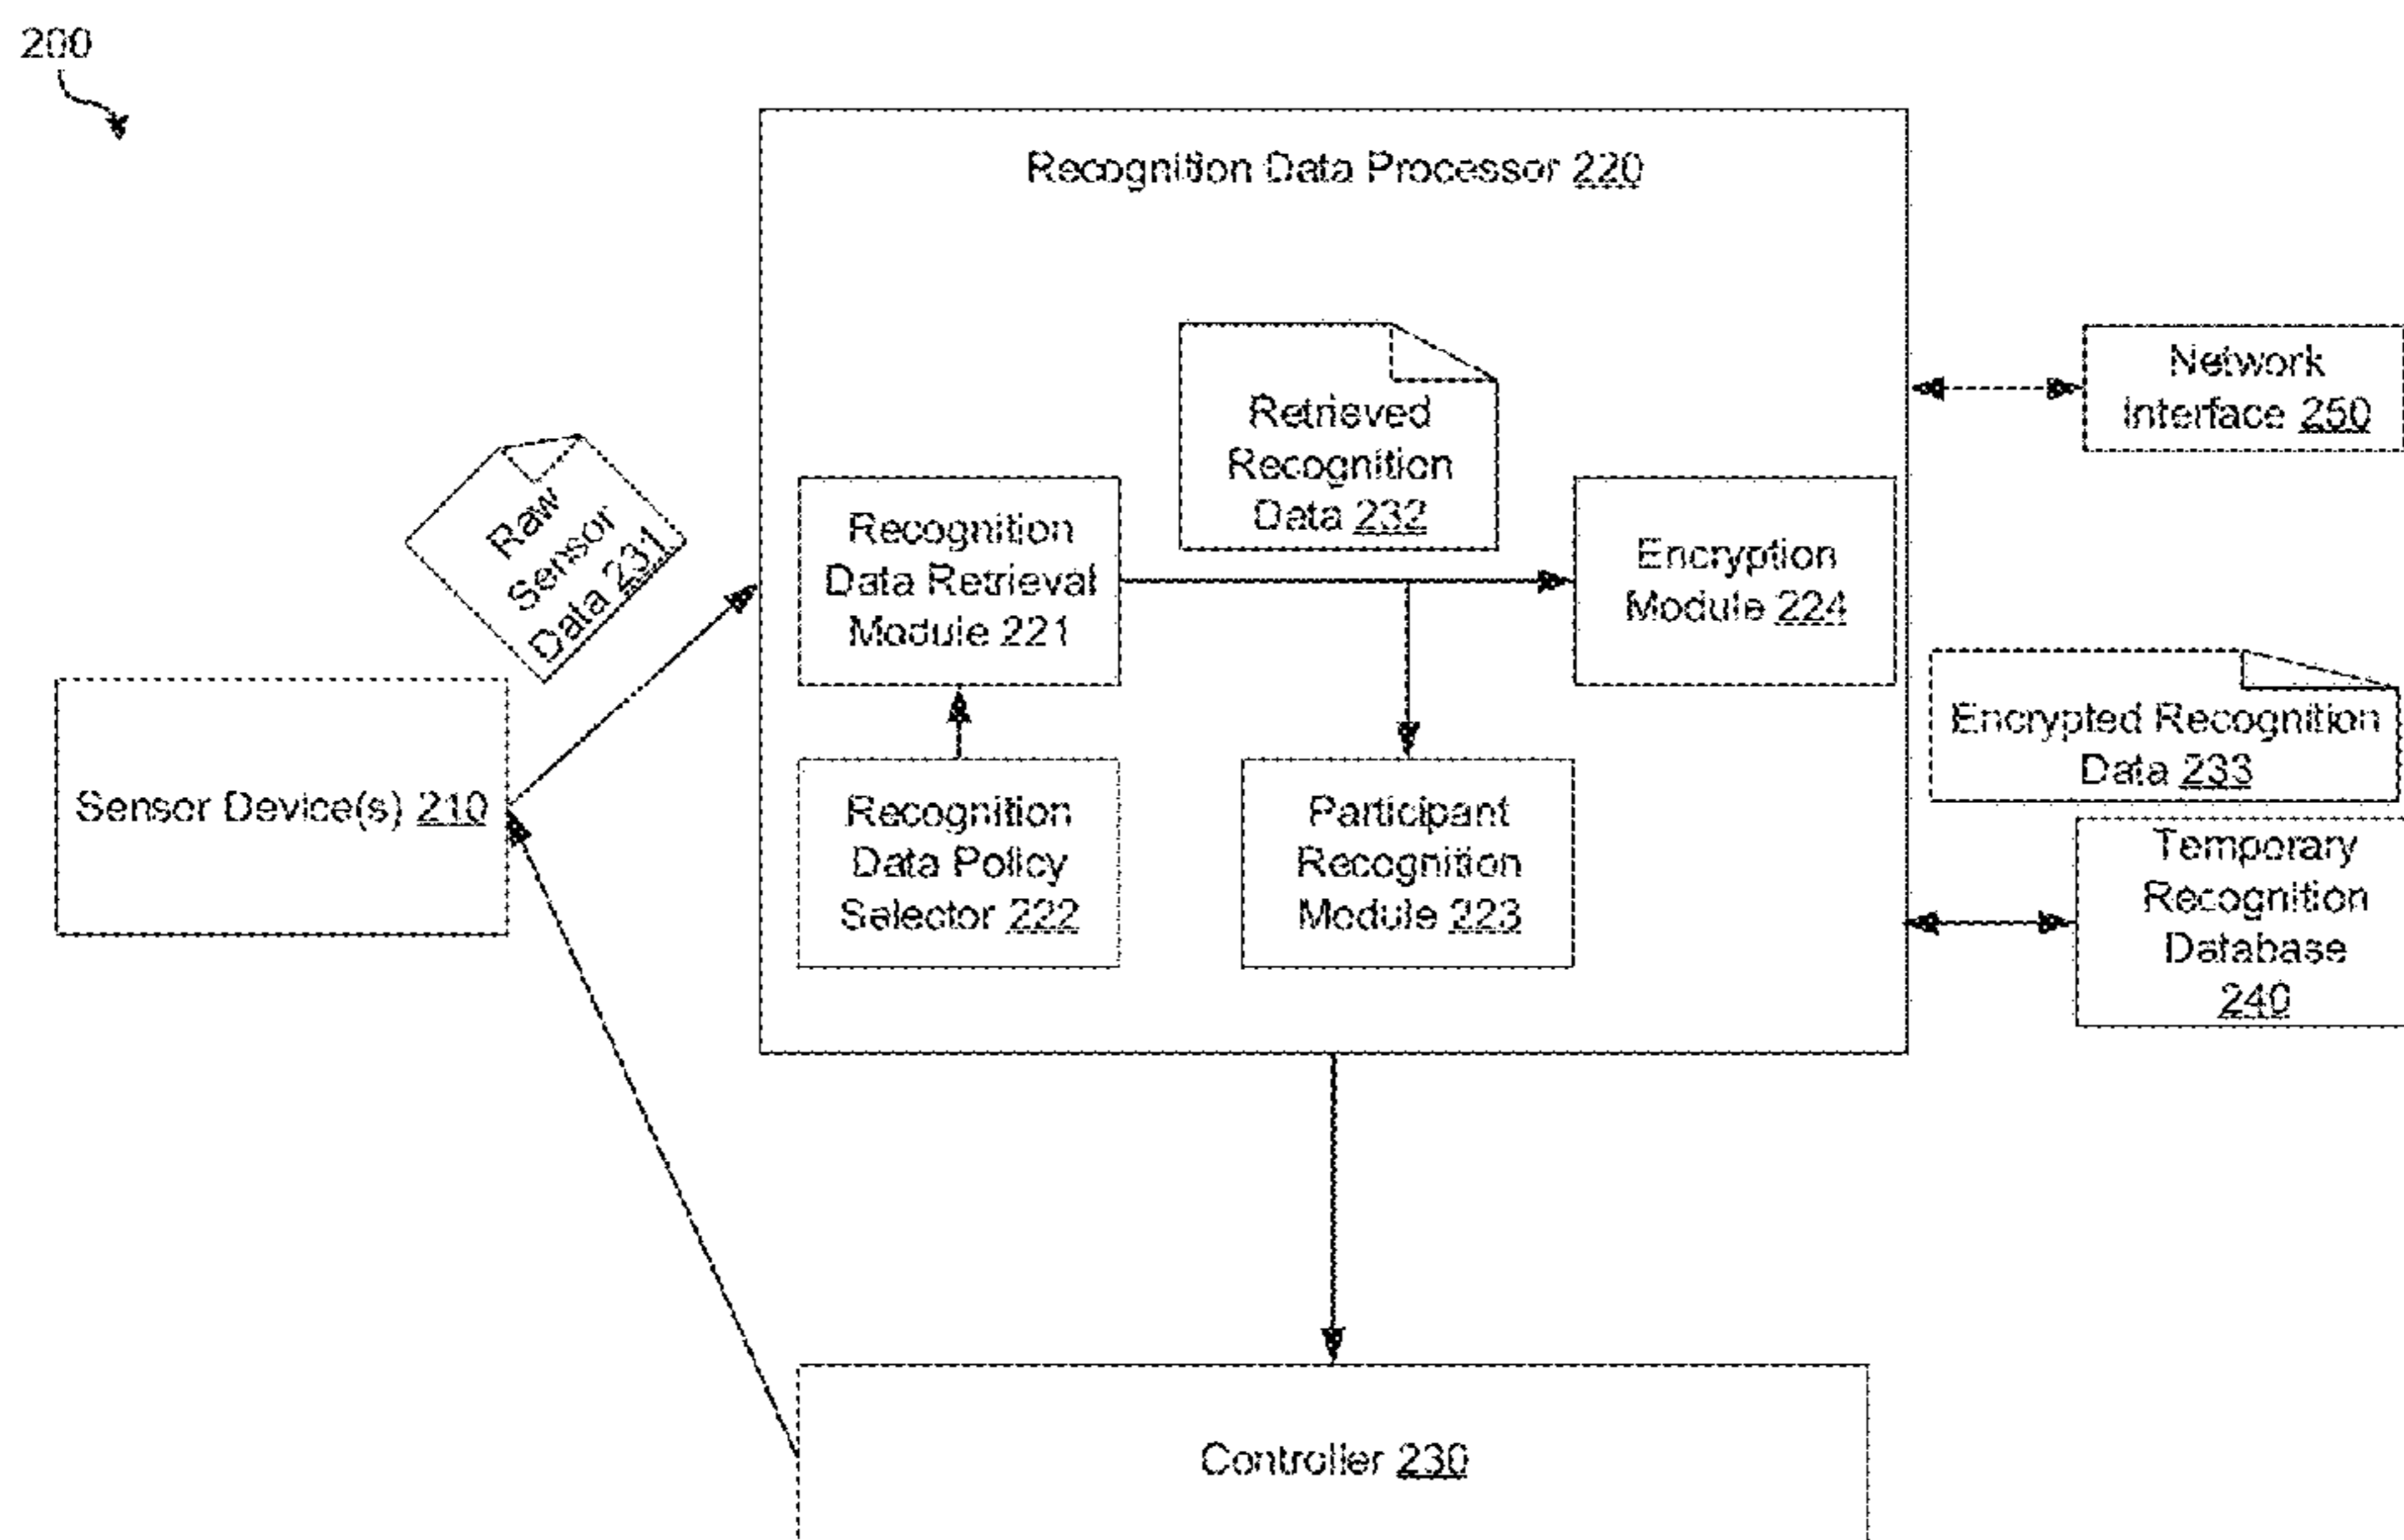 200
Recognition Data Processor 220
Network
Interface 250
Retrieved
Recognition
Data 232
Raw
Sensor
Data 231
Recognition
Data Retrieval
Module 221
Encryption
Module 224
Encrypted Recognition
Data 233
Sensor Device(s) 210
Recognition
Data Policy
Selector 222
Participant
Recognition
Module 223
Temporary
Recognition
Database
240
Controller 230